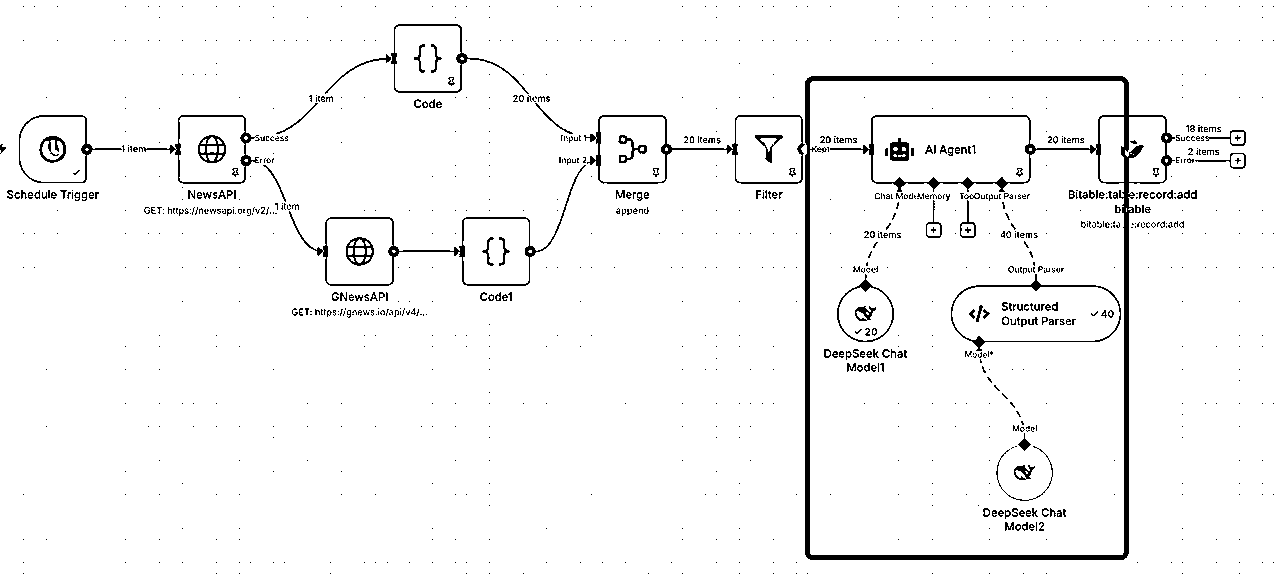 Code
1 item
20 items
Schedule Trigger
1 item
Success
Error
NewsAPI
GET: https://newsapi.org/v2/...
1 item
GNewsAPI
GET: https://gnews.io/api/v4/...
Code1
Input 1
Input 2
Merge
append
20 items
Filter
Kept
20 items
AI Agent1
Chat Mode
Memory
Too
Output Parser
20 items
40 items
Model
20
DeepSeek Chat
Model1
Output Parser
Structured
Output Parser
40
Model*
Model
DeepSeek Chat
Model2
20 items
18 items
Success
2 items
Error
Bitable:table:record:add
bitable
bitable:ta
record:add